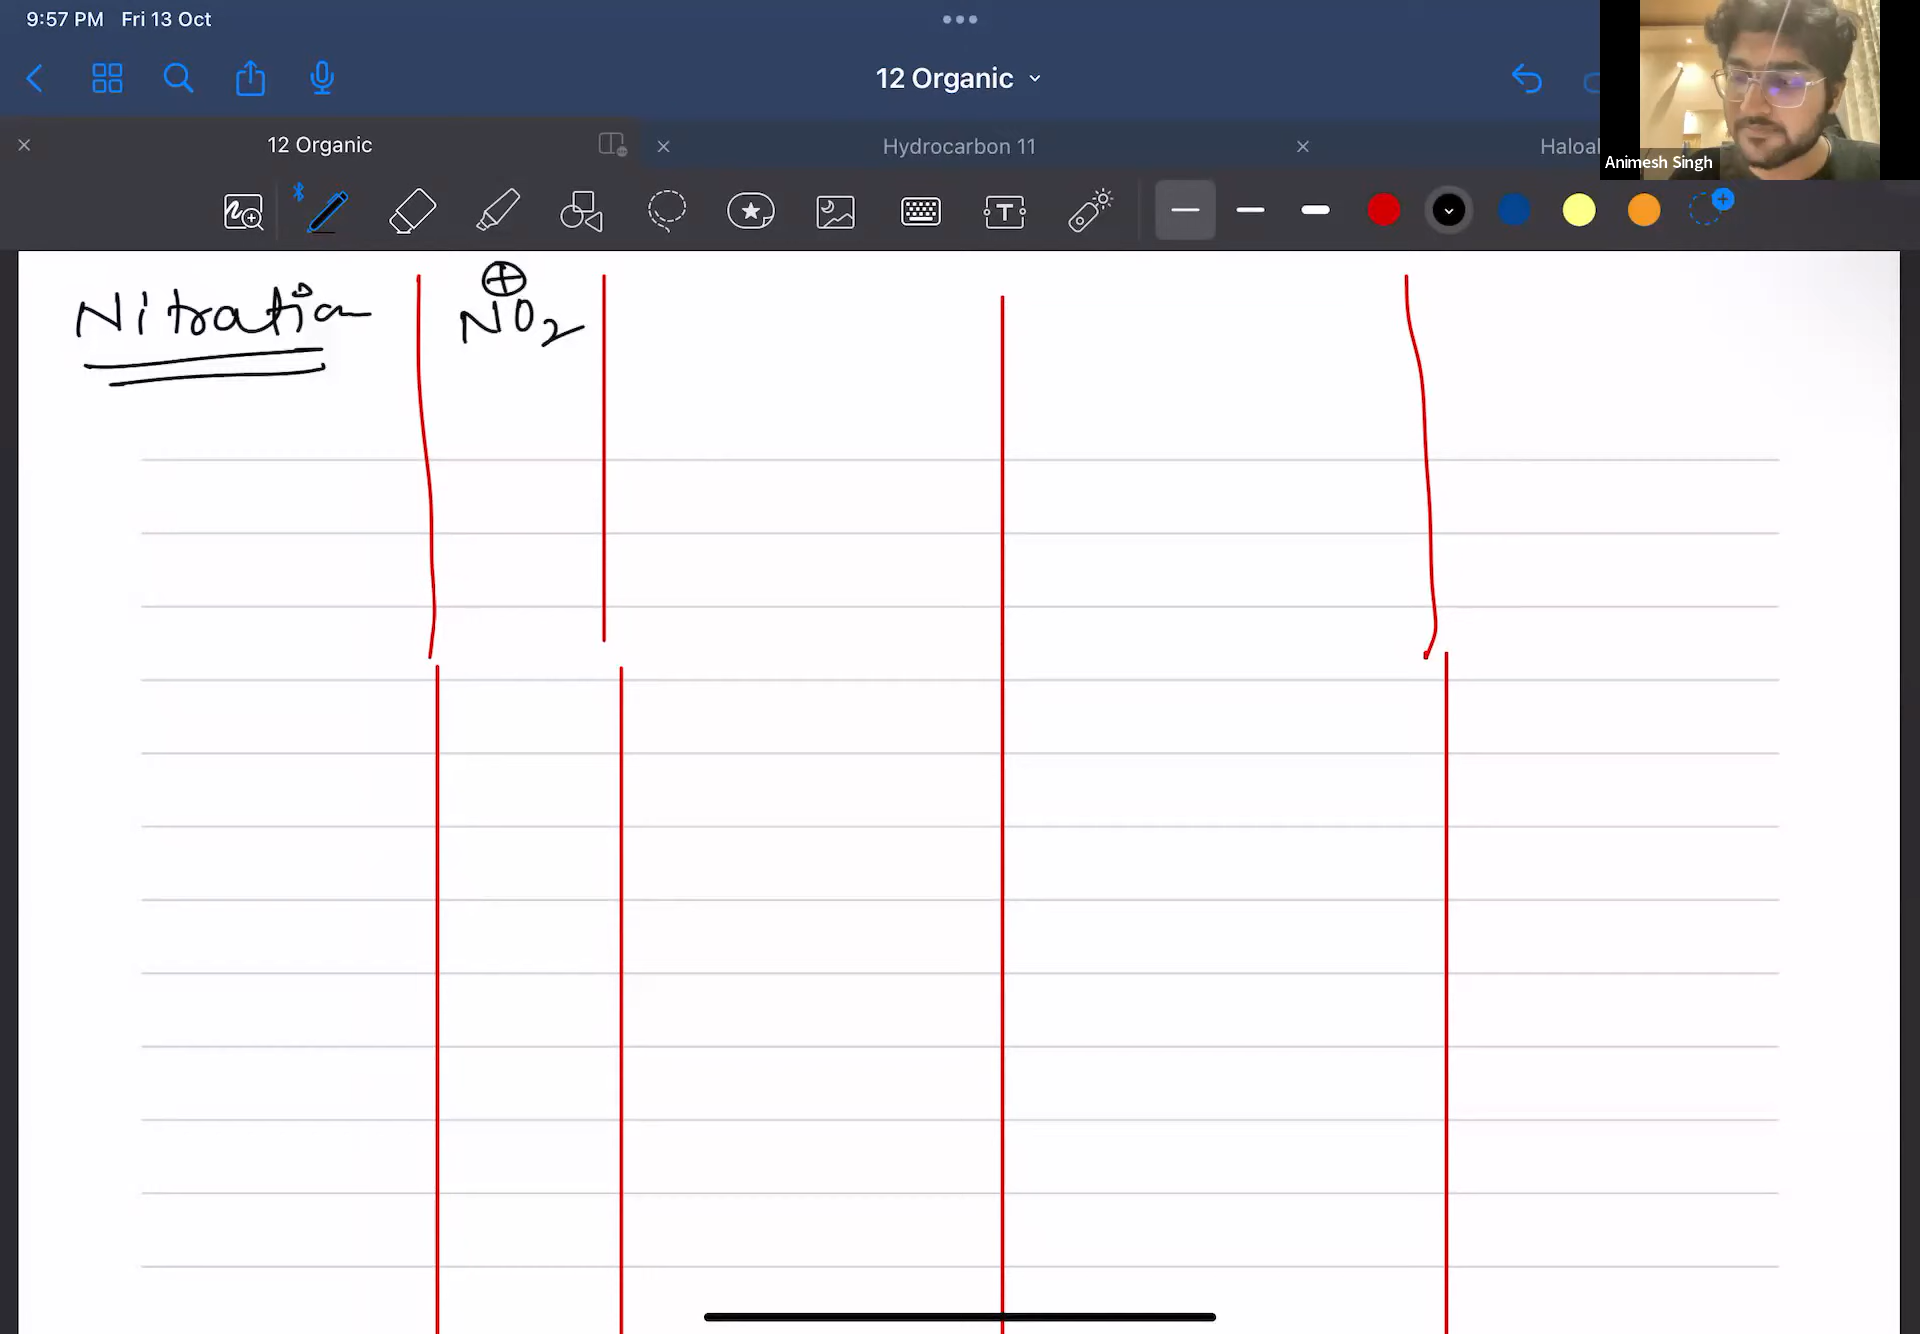 9:57 PM Fri 13 Oct
12 Organic
12 Organic
Hydrocarbon 11
Haloal
Animesh Singh
T
Nitration
⊕
NO2